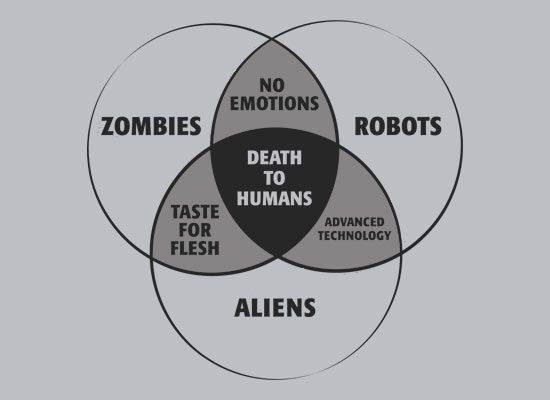 NO
EMOTIONS
ZOMBIES
ROBOTS
DEATH
TO
HUMANS
TASTE
FOR
FLESH
ADVANCED
TECHNOLOGY
ALIENS